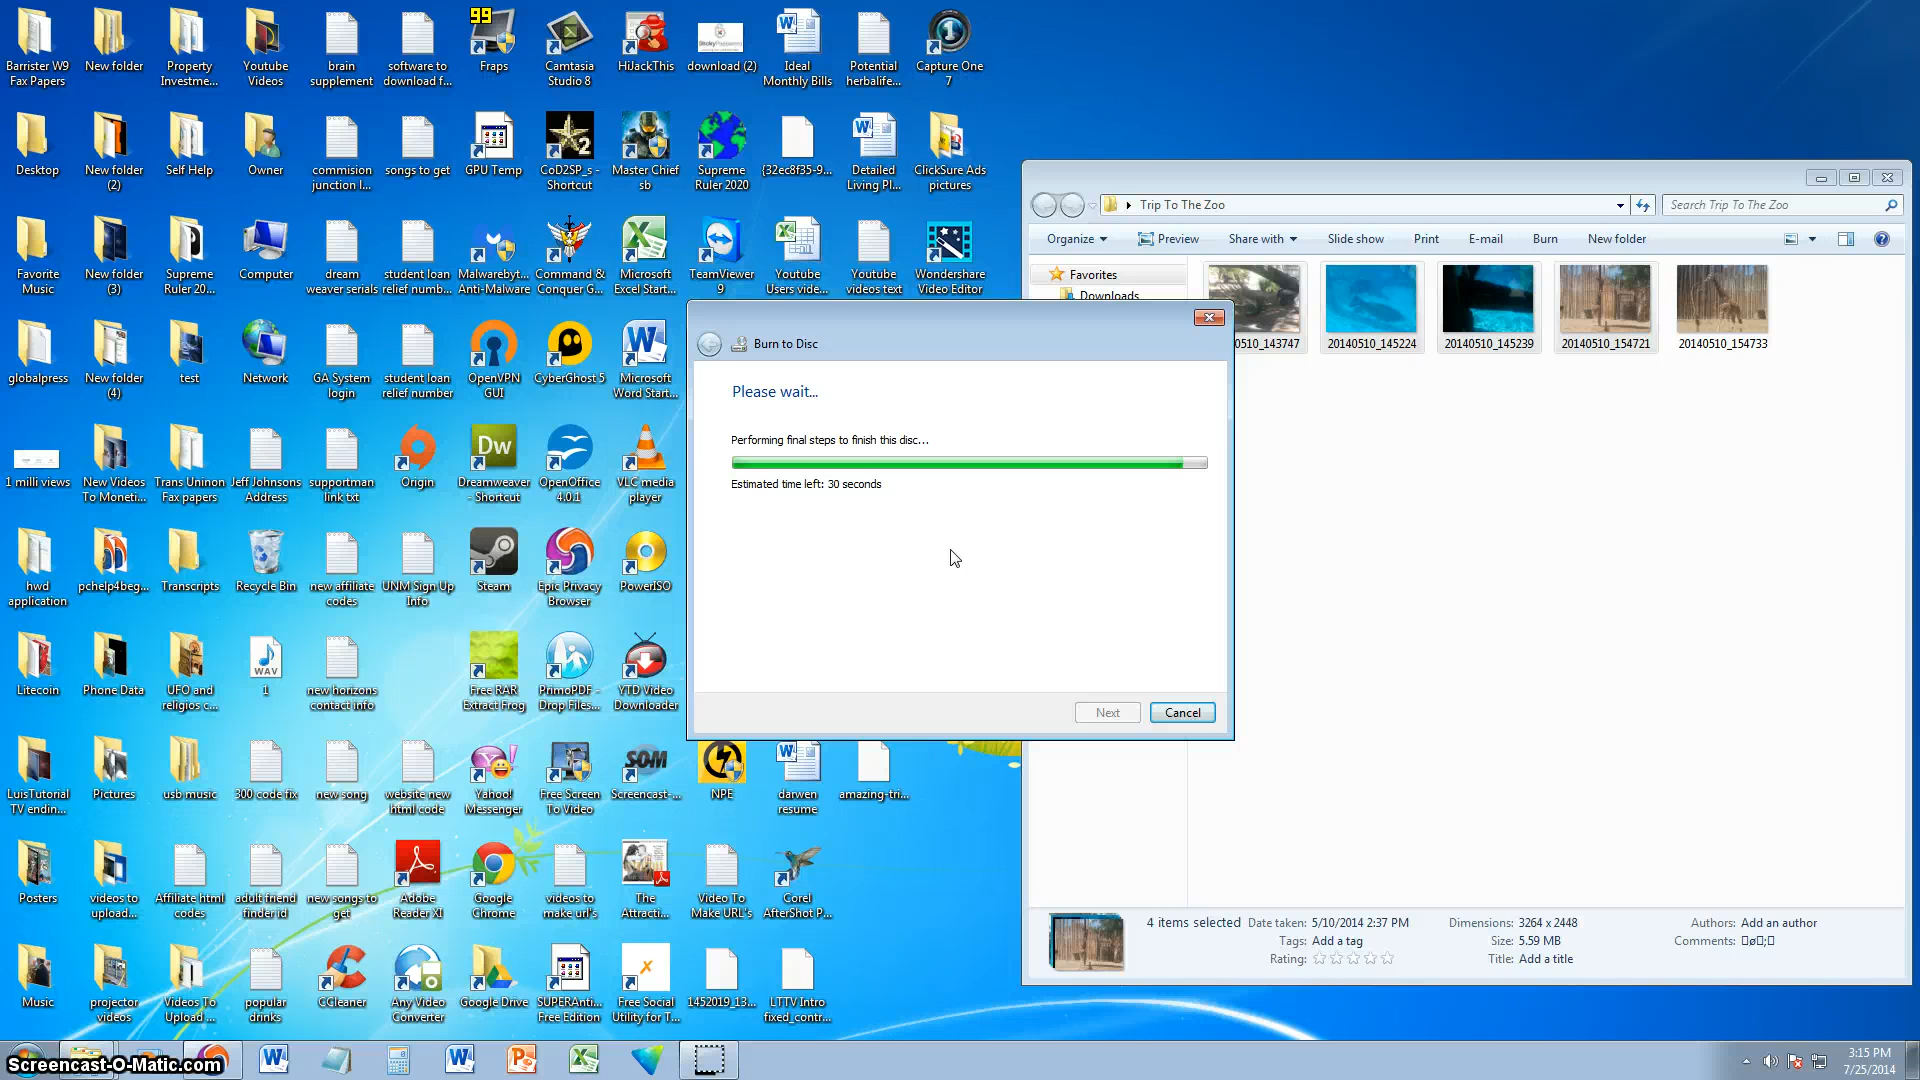 Barrister W9
Fax Papers
New folder
Property
Investme...
Youtube
Videos
brain
supplement
software to
download f...
99
Fraps
Camtasia
Studio 8
HiJackThis
download (2)
Ideal
Monthly Bills
Potential
herbalife...
Capture One
7
Desktop
New folder
(2)
Self Help
Owner
commision
junction l...
songs to get
GPU Temp
CoD2SP_s -
Shortcut
Master Chief
sb
Supreme
Ruler 2020
{32ec8f35-9...
Detailed
Living Pl...
ClickSure Ads
pictures
Favorite
Music
New folder
(3)
Supreme
Ruler 20...
Computer
dream
weaver serials
student loan
relief numb...
Malwarebyt...
Anti-Malware
Command &
Conquer G...
Microsoft
Excel Start...
TeamViewer
9
Youtube
Users vide...
Youtube
videos text
Wondershare
Video Editor
globalpress
New folder
(4)
test
Network
GA System
login
student loan
relief number
OpenVPN
GUI
CyberGhost 5
Microsoft
Word Start...
1 milli views
New Videos
To Moneti...
Trans Uninon
Fax papers
Jeff Johnsons
Address
supportman
link txt
Origin
Dw
Dreamweaver
- Shortcut
OpenOffice
4.0.1
VLC media
player
hwd
application
pchelp4beg...
Transcripts
Recycle Bin
new affiliate
codes
UNM Sign Up
Info
Steam
Epic Privacy
Browser
PowerISO
Litecoin
Phone Data
UFO and
religios c...
WAV
1
new horizons
contact info
Free RAR
Extract Frog
PrimoPDF -
Drop Files...
YTD Video
Downloader
LuisTutorial
TV endin...
Pictures
usb music
300 code fix
new song
website new
html code
Yahoo!
Messenger
Free Screen
To Video
SOM
Screencast-...
NPE
darwen
resume
amazing-tri...
Posters
videos to
upload...
Affiliate html
codes
adult friend
finder id
new songs to
get
Adobe
Reader XI
Google
Chrome
videos to
make url's
The
Attracti...
Video To
Make URL's
Corel
AfterShot P...
Music
projector
videos
Videos To
Upload ...
popular
drinks
CCleaner
Any Video
Converter
Google Drive
SUPERAnti...
Free Edition
Free Social
Utility for T...
1452019_13...
LTTV Intro
fixed_contr...
Trip To The Zoo
Search Trip To The Zoo
Organize
Preview
Share with
Slide show
Print
E-mail
Burn
New folder
Favorites
Downloads
0510_143747
20140510_145224
20140510_145239
20140510_154721
20140510_154733
Burn to Disc
Please wait...
Performing final steps to finish this disc...
Estimated time left: 30 seconds
Next
Cancel
4 items selected
Date taken: 5/10/2014 2:37 PM
Tags: Add a tag
Rating:
Dimensions: 3264 x 2448
Size: 5.59 MB
Title: Add a title
Authors: Add an author
Comments:
Screencast-O-Matic.com
3:15 PM
7/25/2014